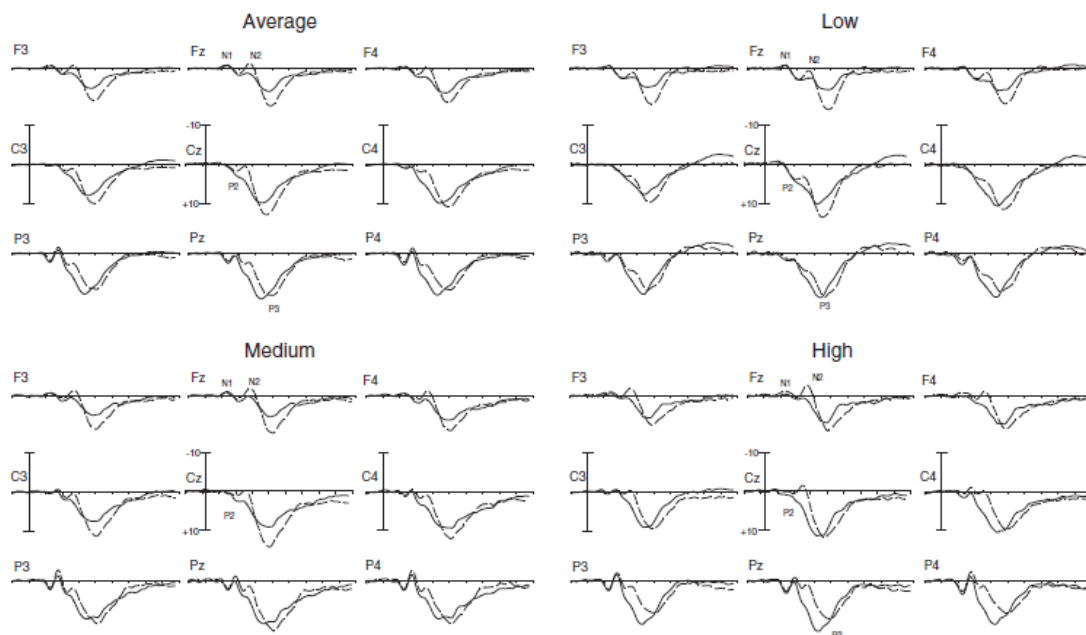 Average
F3
Fz
N1
N2
F4
C3
-10
Cz
+10
P2
C4
P3
Pz
P4
P3
Low
F3
Fz
N1
N2
F4
C3
-10
Cz
+10
P2
C4
P3
Pz
P4
P3
Medium
F3
Fz
N1
N2
F4
C3
-10
Cz
+10
P2
C4
P3
Pz
P4
High
F3
Fz
N1
N2
F4
C3
-10
Cz
+10
P2
C4
P3
Pz
P4